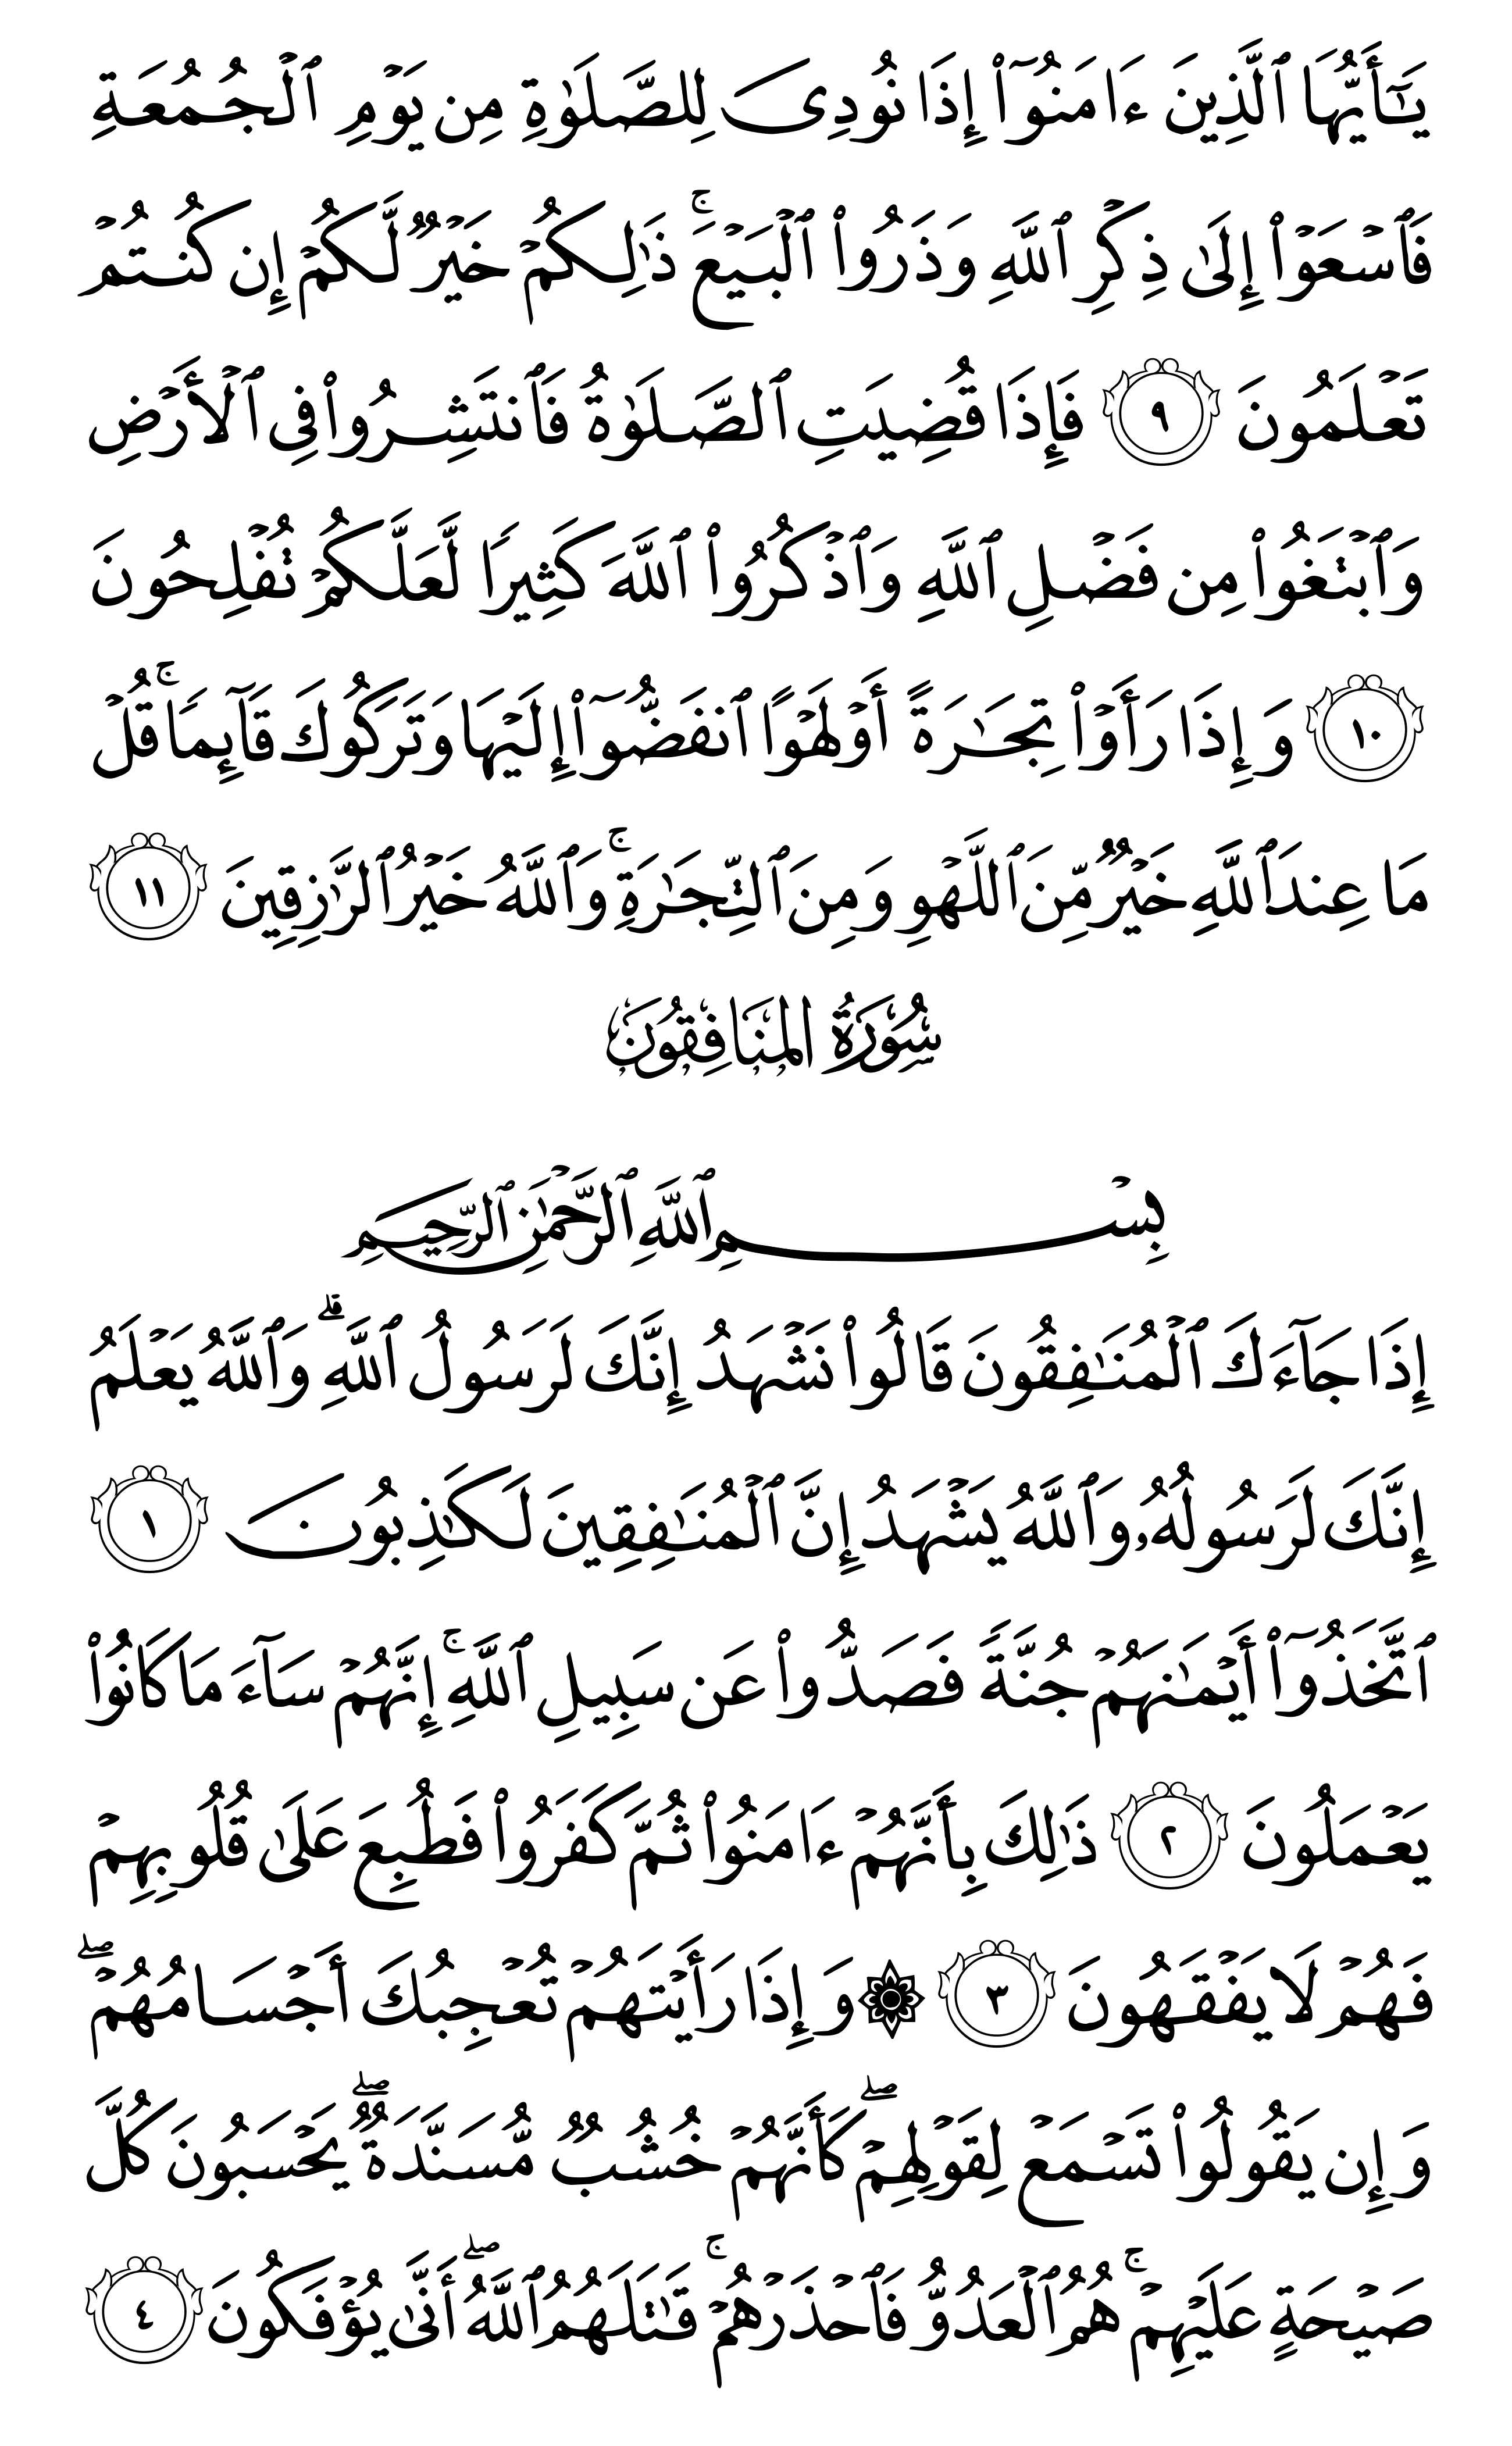 يَـٰٓأَيُّهَا ٱلَّذِينَ ءَامَنُوٓا۟ إِذَا نُودِىَ لِلصَّلَوٰةِ مِن يَوْمِ ٱلْجُمُعَةِ
فَٱسْعَوْا۟ إِلَىٰ ذِكْرِ ٱللَّهِ وَذَرُوا۟ ٱلْبَيْعَ ۚ ذَٰلِكُمْ خَيْرٌ لَّكُمْ إِن كُنتُمْ
تَعْلَمُونَ ٩ فَإِذَا قُضِيَتِ ٱلصَّلَوٰةُ فَٱنتَشِرُوا۟ فِى ٱلْأَرْضِ
وَٱبْتَغُوا۟ مِن فَضْلِ ٱللَّهِ وَٱذْكُرُوا۟ ٱللَّهَ كَثِيرًا لَّعَلَّكُمْ تُفْلِحُونَ
١٠ وَإِذَا رَأَوْا۟ تِجَـٰرَةً أَوْ لَهْوًا ٱنفَضُّوٓا۟ إِلَيْهَا وَتَرَكُوكَ قَآئِمًا ۚ قُلْ
مَا عِندَ ٱللَّهِ خَيْرٌ مِّنَ ٱللَّهْوِ وَمِنَ ٱلتِّجَـٰرَةِ ۚ وَٱللَّهُ خَيْرُ ٱلرَّٰزِقِينَ ١١
سُورَةُ المُنَافِقُونَ
بِسْمِ ٱللَّهِ ٱلرَّحْمَـٰنِ ٱلرَّحِيمِ
إِذَا جَآءَكَ ٱلْمُنَـٰفِقُونَ قَالُوا۟ نَشْهَدُ إِنَّكَ لَرَسُولُ ٱللَّهِ ۗ وَٱللَّهُ يَعْلَمُ
إِنَّكَ لَرَسُولُهُۥ وَٱللَّهُ يَشْهَدُ إِنَّ ٱلْمُنَـٰفِقِينَ لَكَـٰذِبُونَ ١
ٱتَّخَذُوٓا۟ أَيْمَـٰنَهُمْ جُنَّةً فَصَدُّوا۟ عَن سَبِيلِ ٱللَّهِ ۚ إِنَّهُمْ سَآءَ مَا كَانُوا۟
يَعْمَلُونَ ٢ ذَٰلِكَ بِأَنَّهُمْ ءَامَنُوا۟ ثُمَّ كَفَرُوا۟ فَطُبِعَ عَلَىٰ قُلُوبِهِمْ
فَهُمْ لَا يَفْقَهُونَ ٣ ۞ وَإِذَا رَأَيْتَهُمْ تُعْجِبُكَ أَجْسَامُهُمْ ۖ
وَإِن يَقُولُوا۟ تَسْمَعْ لِقَوْلِهِمْ ۖ كَأَنَّهُمْ خُشُبٌ مُّسَنَّدَةٌ ۖ يَحْسَبُونَ كُلَّ
صَيْحَةٍ عَلَيْهِمْ ۚ هُمُ ٱلْعَدُوُّ فَٱحْذَرْهُمْ ۚ قَـٰتَلَهُمُ ٱللَّهُ ۖ أَنَّىٰ يُؤْفَكُونَ ٤